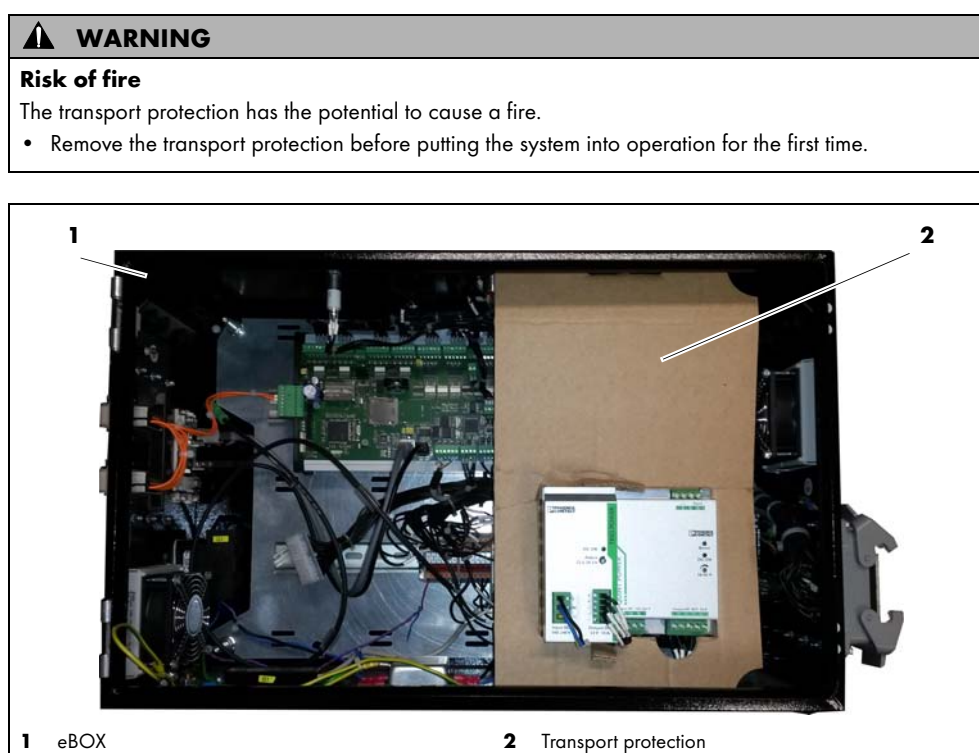 WARNING
Risk of fire
The transport protection has the potential to cause a fire.
• Remove the transport protection before putting the system into operation for the first time.
1
2
1 eBOX
2 Transport protection